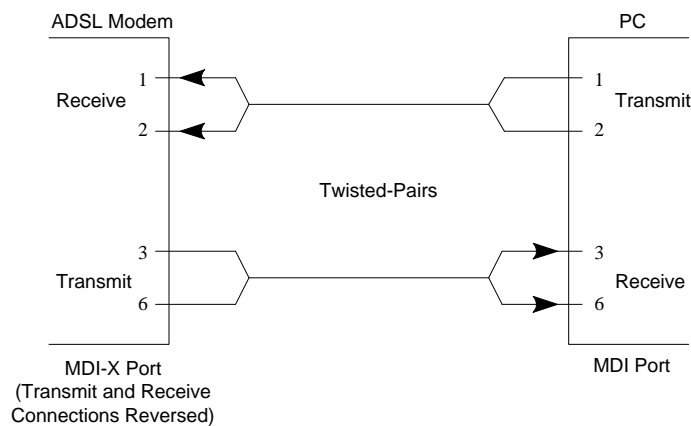 ADSL Modem
PC
1
1
Receive
Transmit
2
2
Twisted-Pairs
3
3
Transmit
Receive
6
6
MDI-X Port
(Transmit and Receive
Connections Reversed)
MDI Port